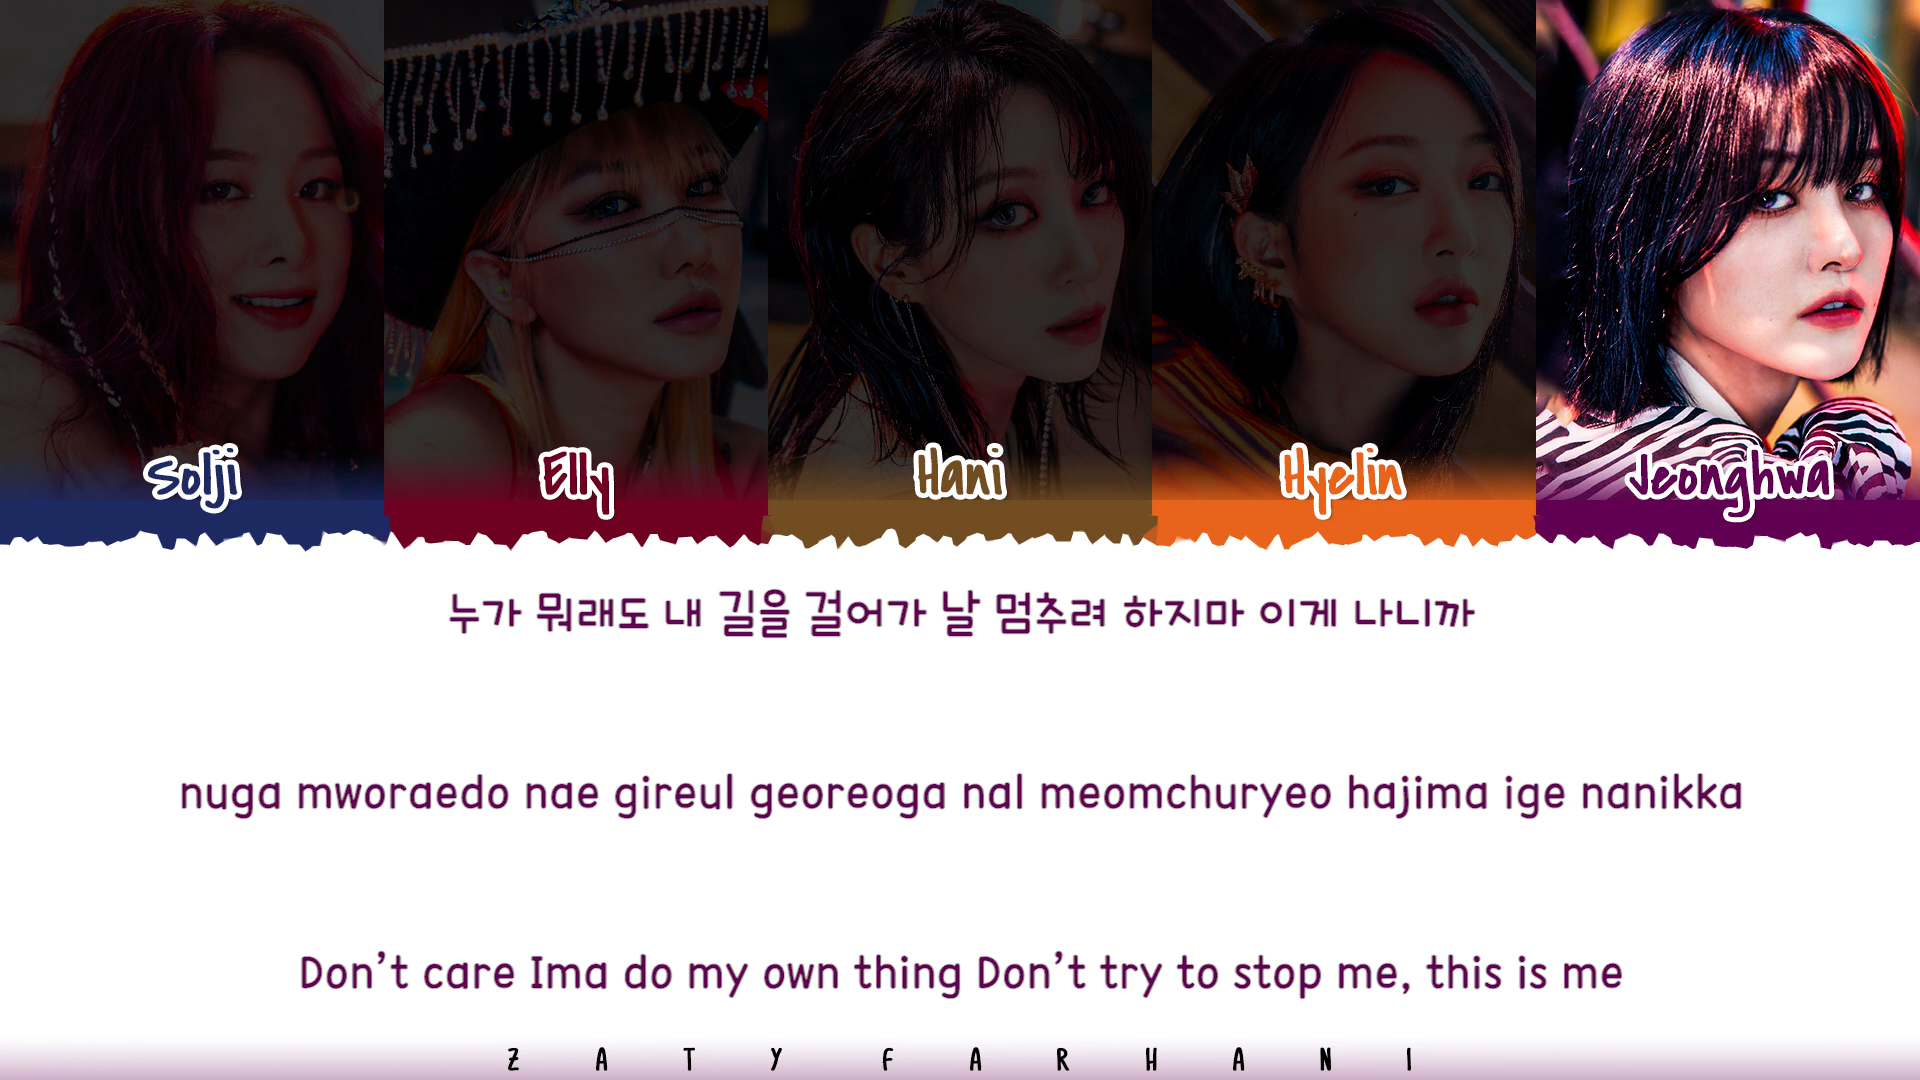 Solji
Elly
Hani
Hyelin
Jeonghwa
누가 뭐래도 내 길을 걸어가 날 멈추려 하지마 이게 나니까
nuga mworaedo nae gireul georeoga nal meomchuryeo hajima ige nanikka
Don’t care Ima do my own thing Don’t try to stop me, this is me
ZATY FARHANI